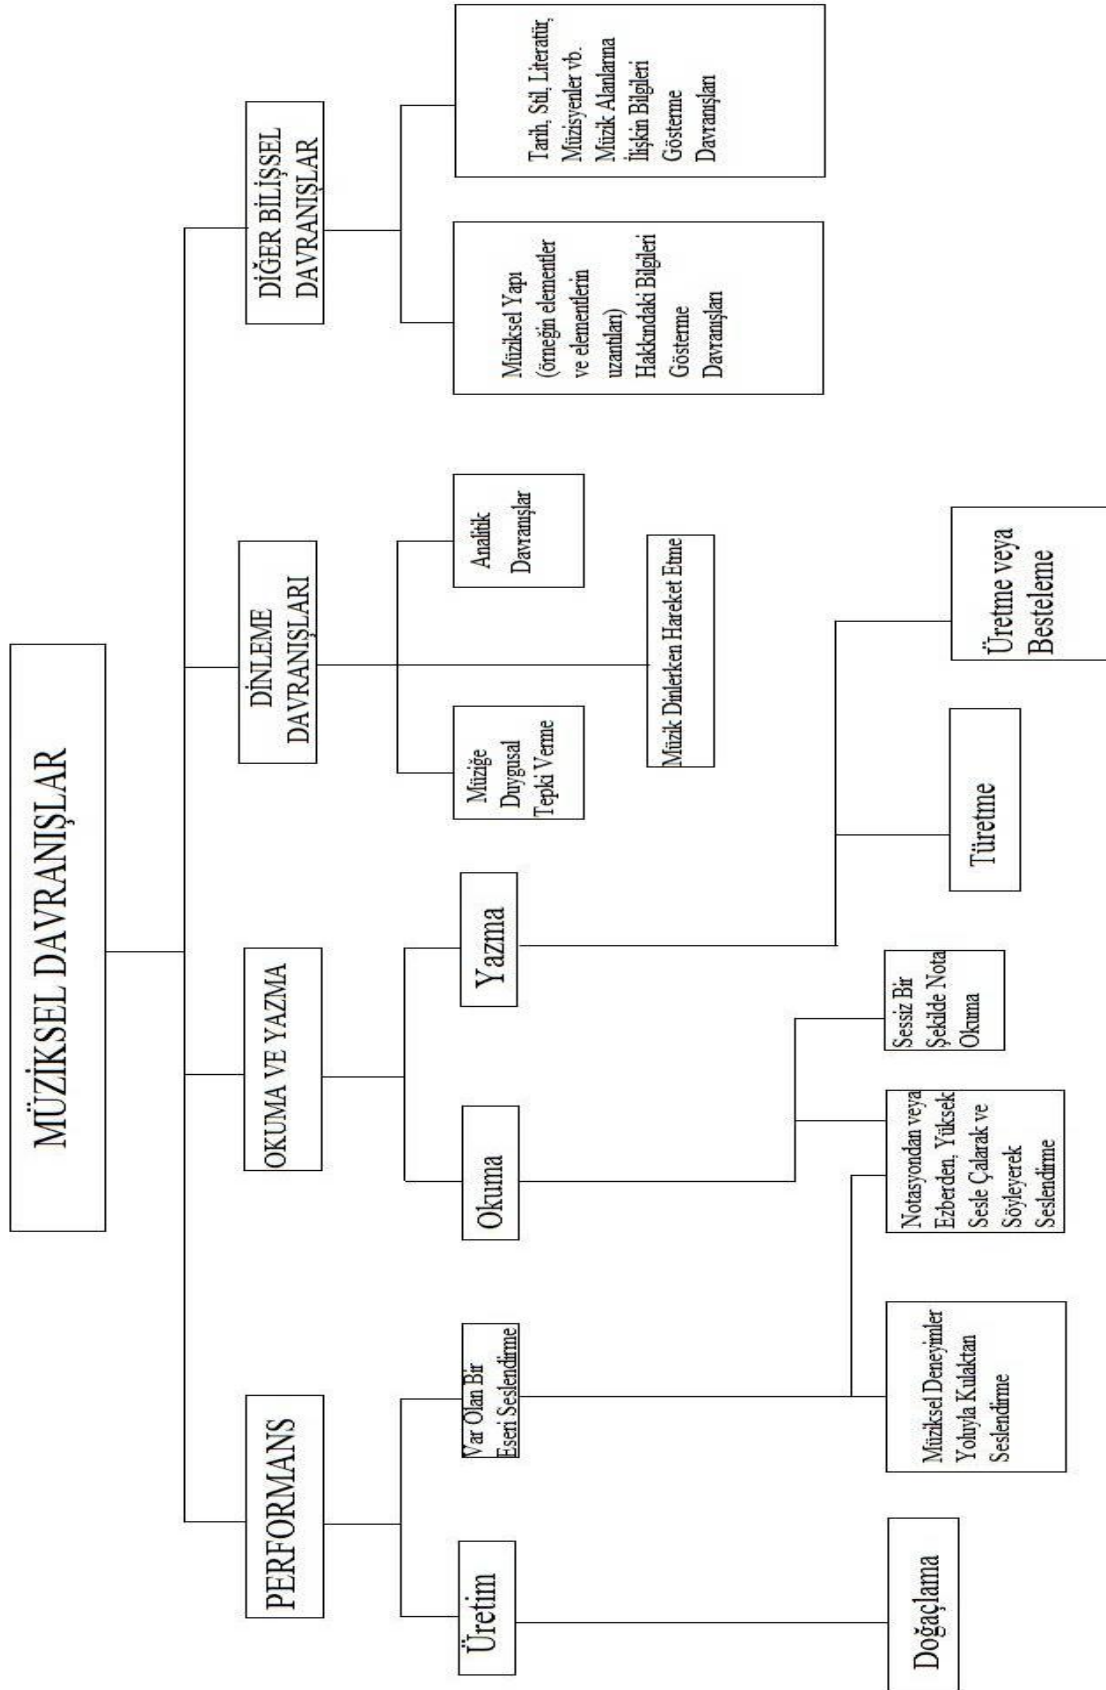 MÜZİKSEL DAVRANIŞLAR
PERFORMANS
OKUMA VE YAZMA
DİNLEME
DAVRANIŞLARI
DİĞER BİLİŞSEL
DAVRANIŞLAR
Üretim
Var Olan Bir
Eseri Seslendirme
Okuma
Yazma
Müziğe
Duygusal
Tepki Verme
Analitik
Davranışlar
Müziksel Yapı
(örneğin elementler
ve elementlerin
uzantıları)
Hakkındaki Bilgileri
Gösterme
Davranışları
Tarih, Stil, Literatür,
Müzisyenler vb.
Müzik Alanlarına
İlişkin Bilgileri
Gösterme
Davranışları
Müzik Dinlerken Hareket Etme
Doğaçlama
Müziksel Deneyimler
Yoluyla Kulaktan
Seslendirme
Notasyondan veya
Ezberden, Yüksek
Sesle Çalarak ve
Söyleyerek
Seslendirme
Sessiz Bir
Şekilde Nota
Okuma
Türetme
Üretme veya
Besteleme